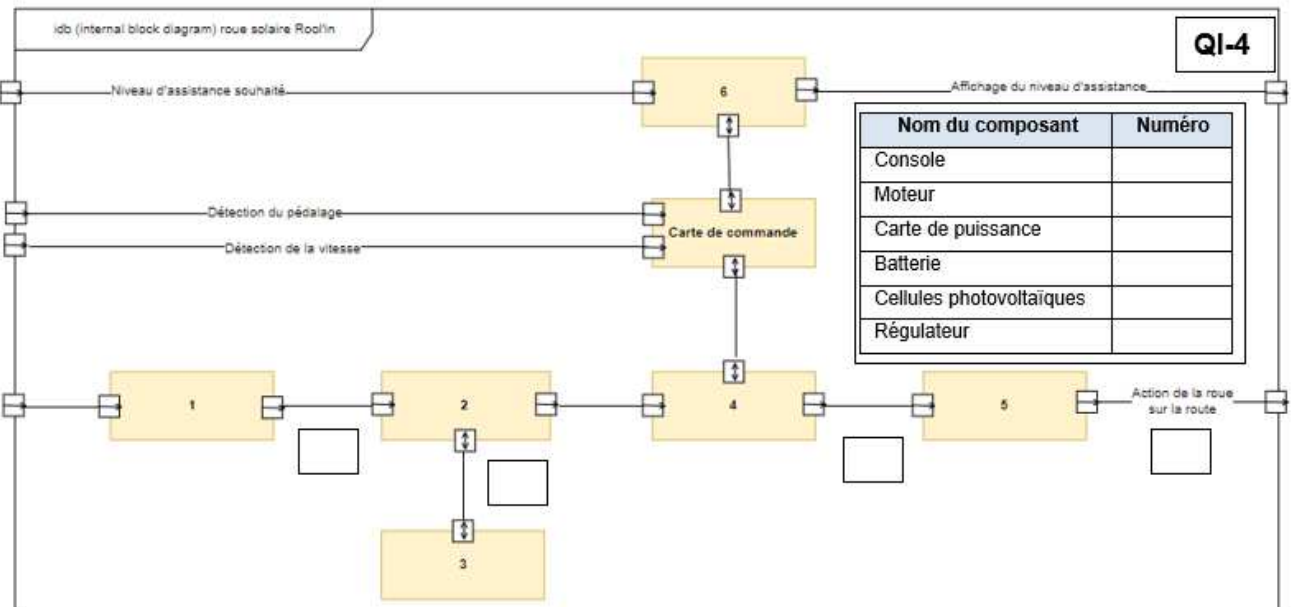 idb (internal block diagram) roue solaire Rool'in
QI-4
Niveau d'assistance souhaité
6
Affichage du niveau d'assistance
Nom du composant Numéro
Console
Moteur
Carte de puissance
Batterie
Cellules photovoltaïques
Régulateur
Détection du pédalage
Détection de la vitesse
Carte de commande
1
2
4
5
Action de la roue
sur la route
3